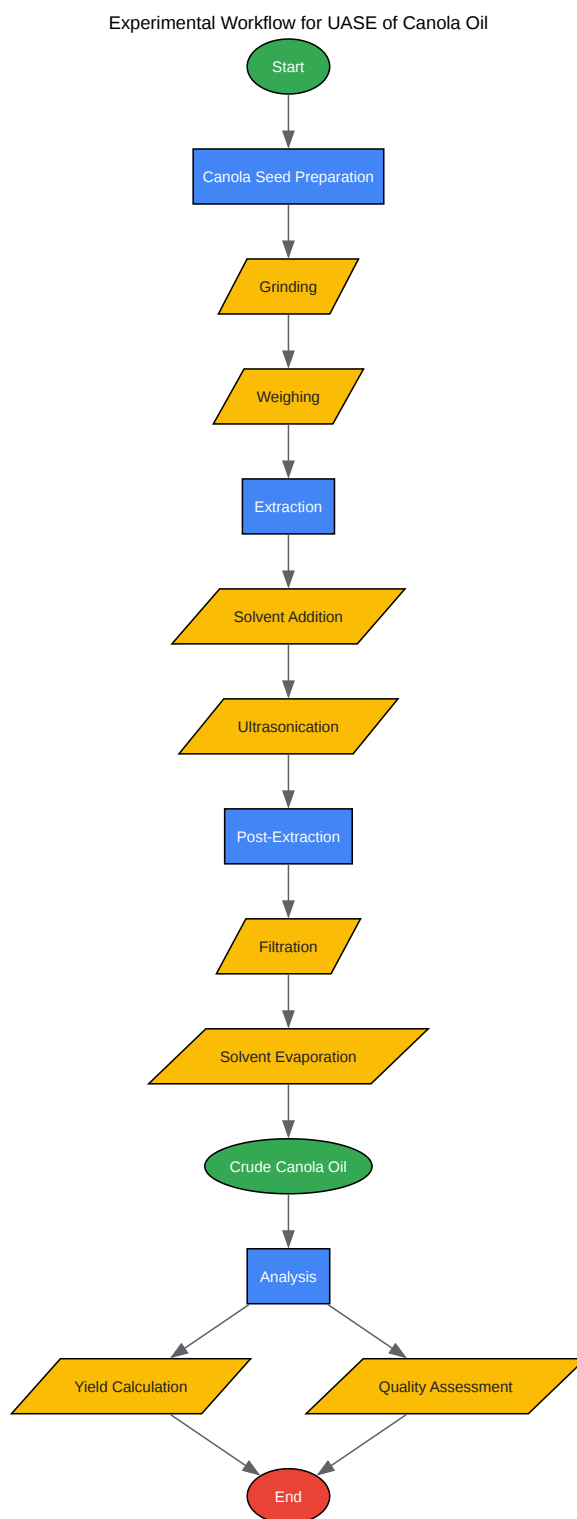 Experimental Workflow for UASE of Canola Oil
Start
Canola Seed Preparation
Grinding
Weighing
Extraction
Solvent Addition
Ultrasonication
Post-Extraction
Filtration
Solvent Evaporation
Crude Canola Oil
Analysis
Yield Calculation
Quality Assessment
End